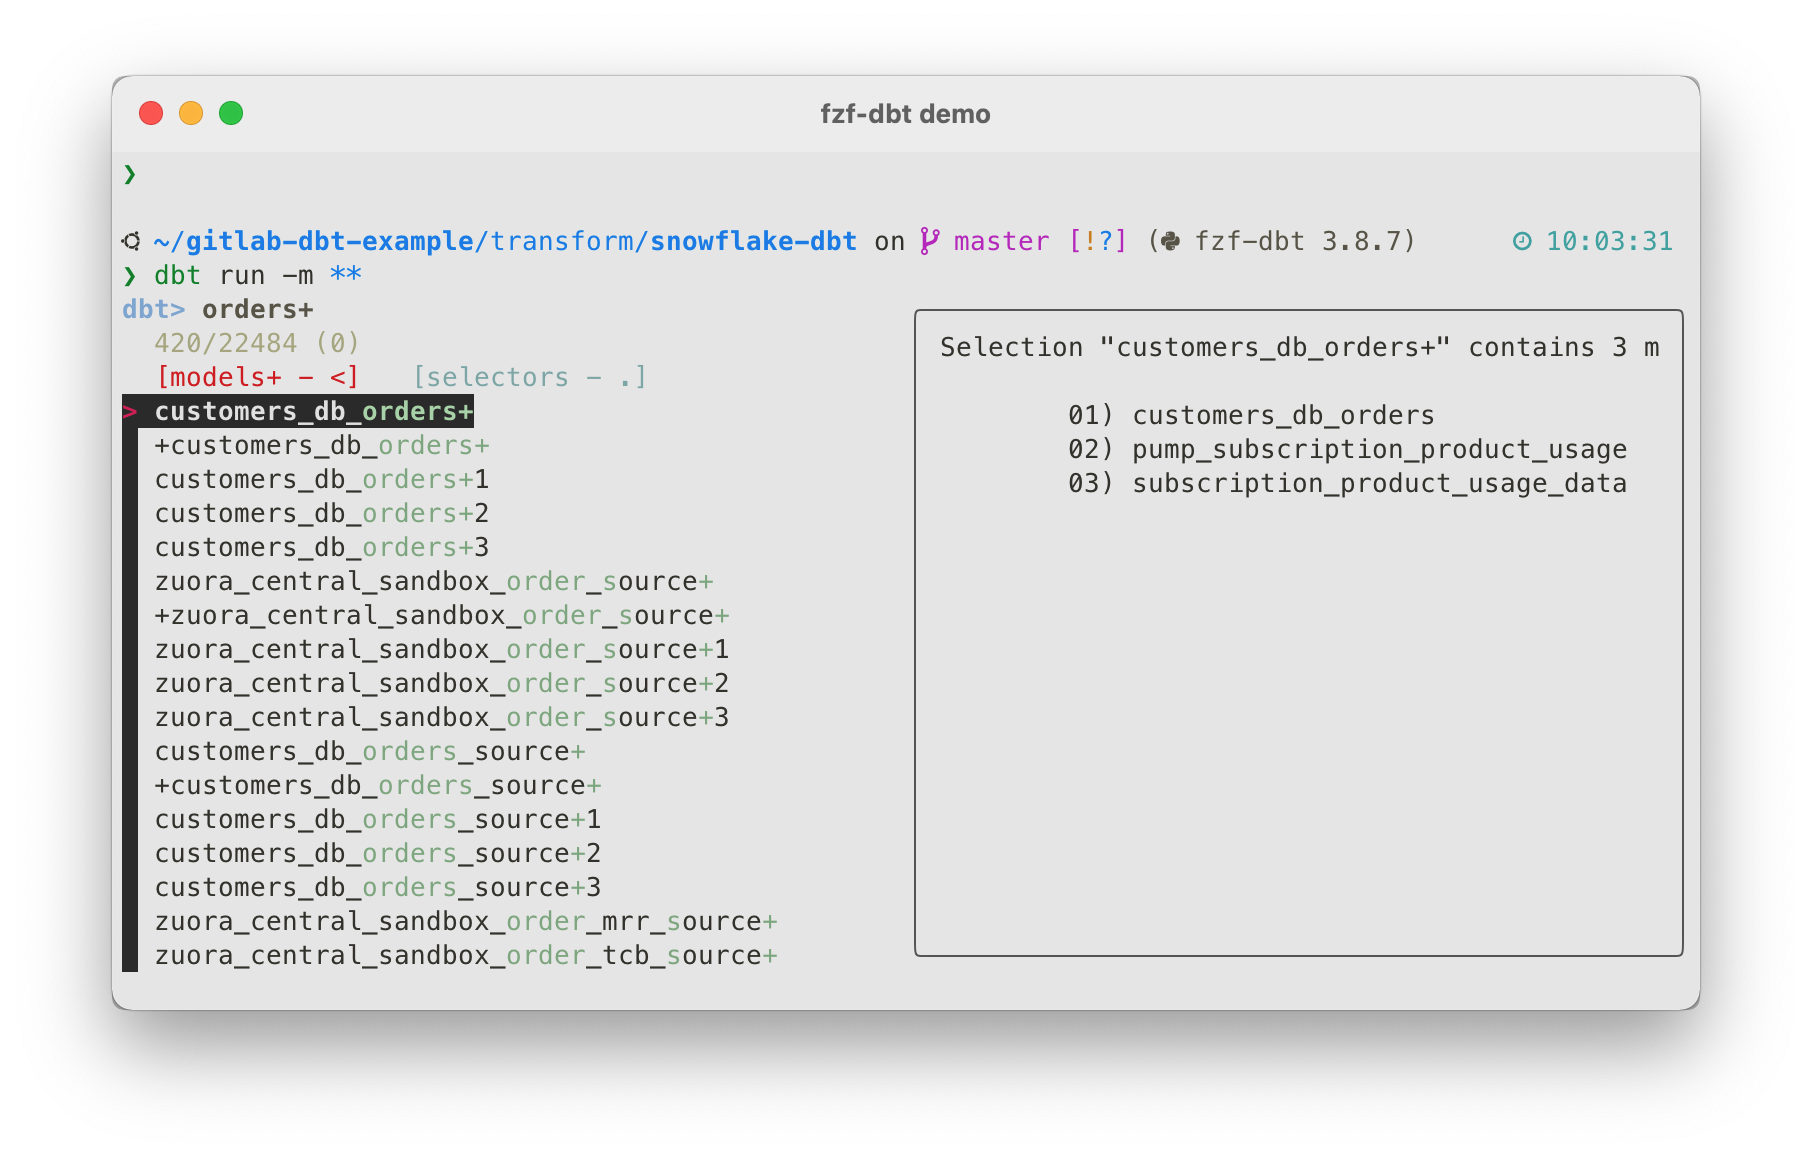 fzf-dbt demo
❯
~/gitlab-dbt-example/transform/snowflake-dbt on master [!?] (fzf-dbt 3.8.7) 10:03:31
❯ dbt run -m **
dbt> orders+
420/22484 (0)
[models+ - <] [selectors - .]
> customers_db_orders+
+customers_db_orders+
customers_db_orders+1
customers_db_orders+2
customers_db_orders+3
zuora_central_sandbox_order_source+
+zuora_central_sandbox_order_source+
zuora_central_sandbox_order_source+1
zuora_central_sandbox_order_source+2
zuora_central_sandbox_order_source+3
customers_db_orders_source+
+customers_db_orders_source+
customers_db_orders_source+1
customers_db_orders_source+2
customers_db_orders_source+3
zuora_central_sandbox_order_mrr_source+
zuora_central_sandbox_order_tcb_source+
Selection "customers_db_orders+" contains 3 m
01) customers_db_orders
02) pump_subscription_product_usage
03) subscription_product_usage_data